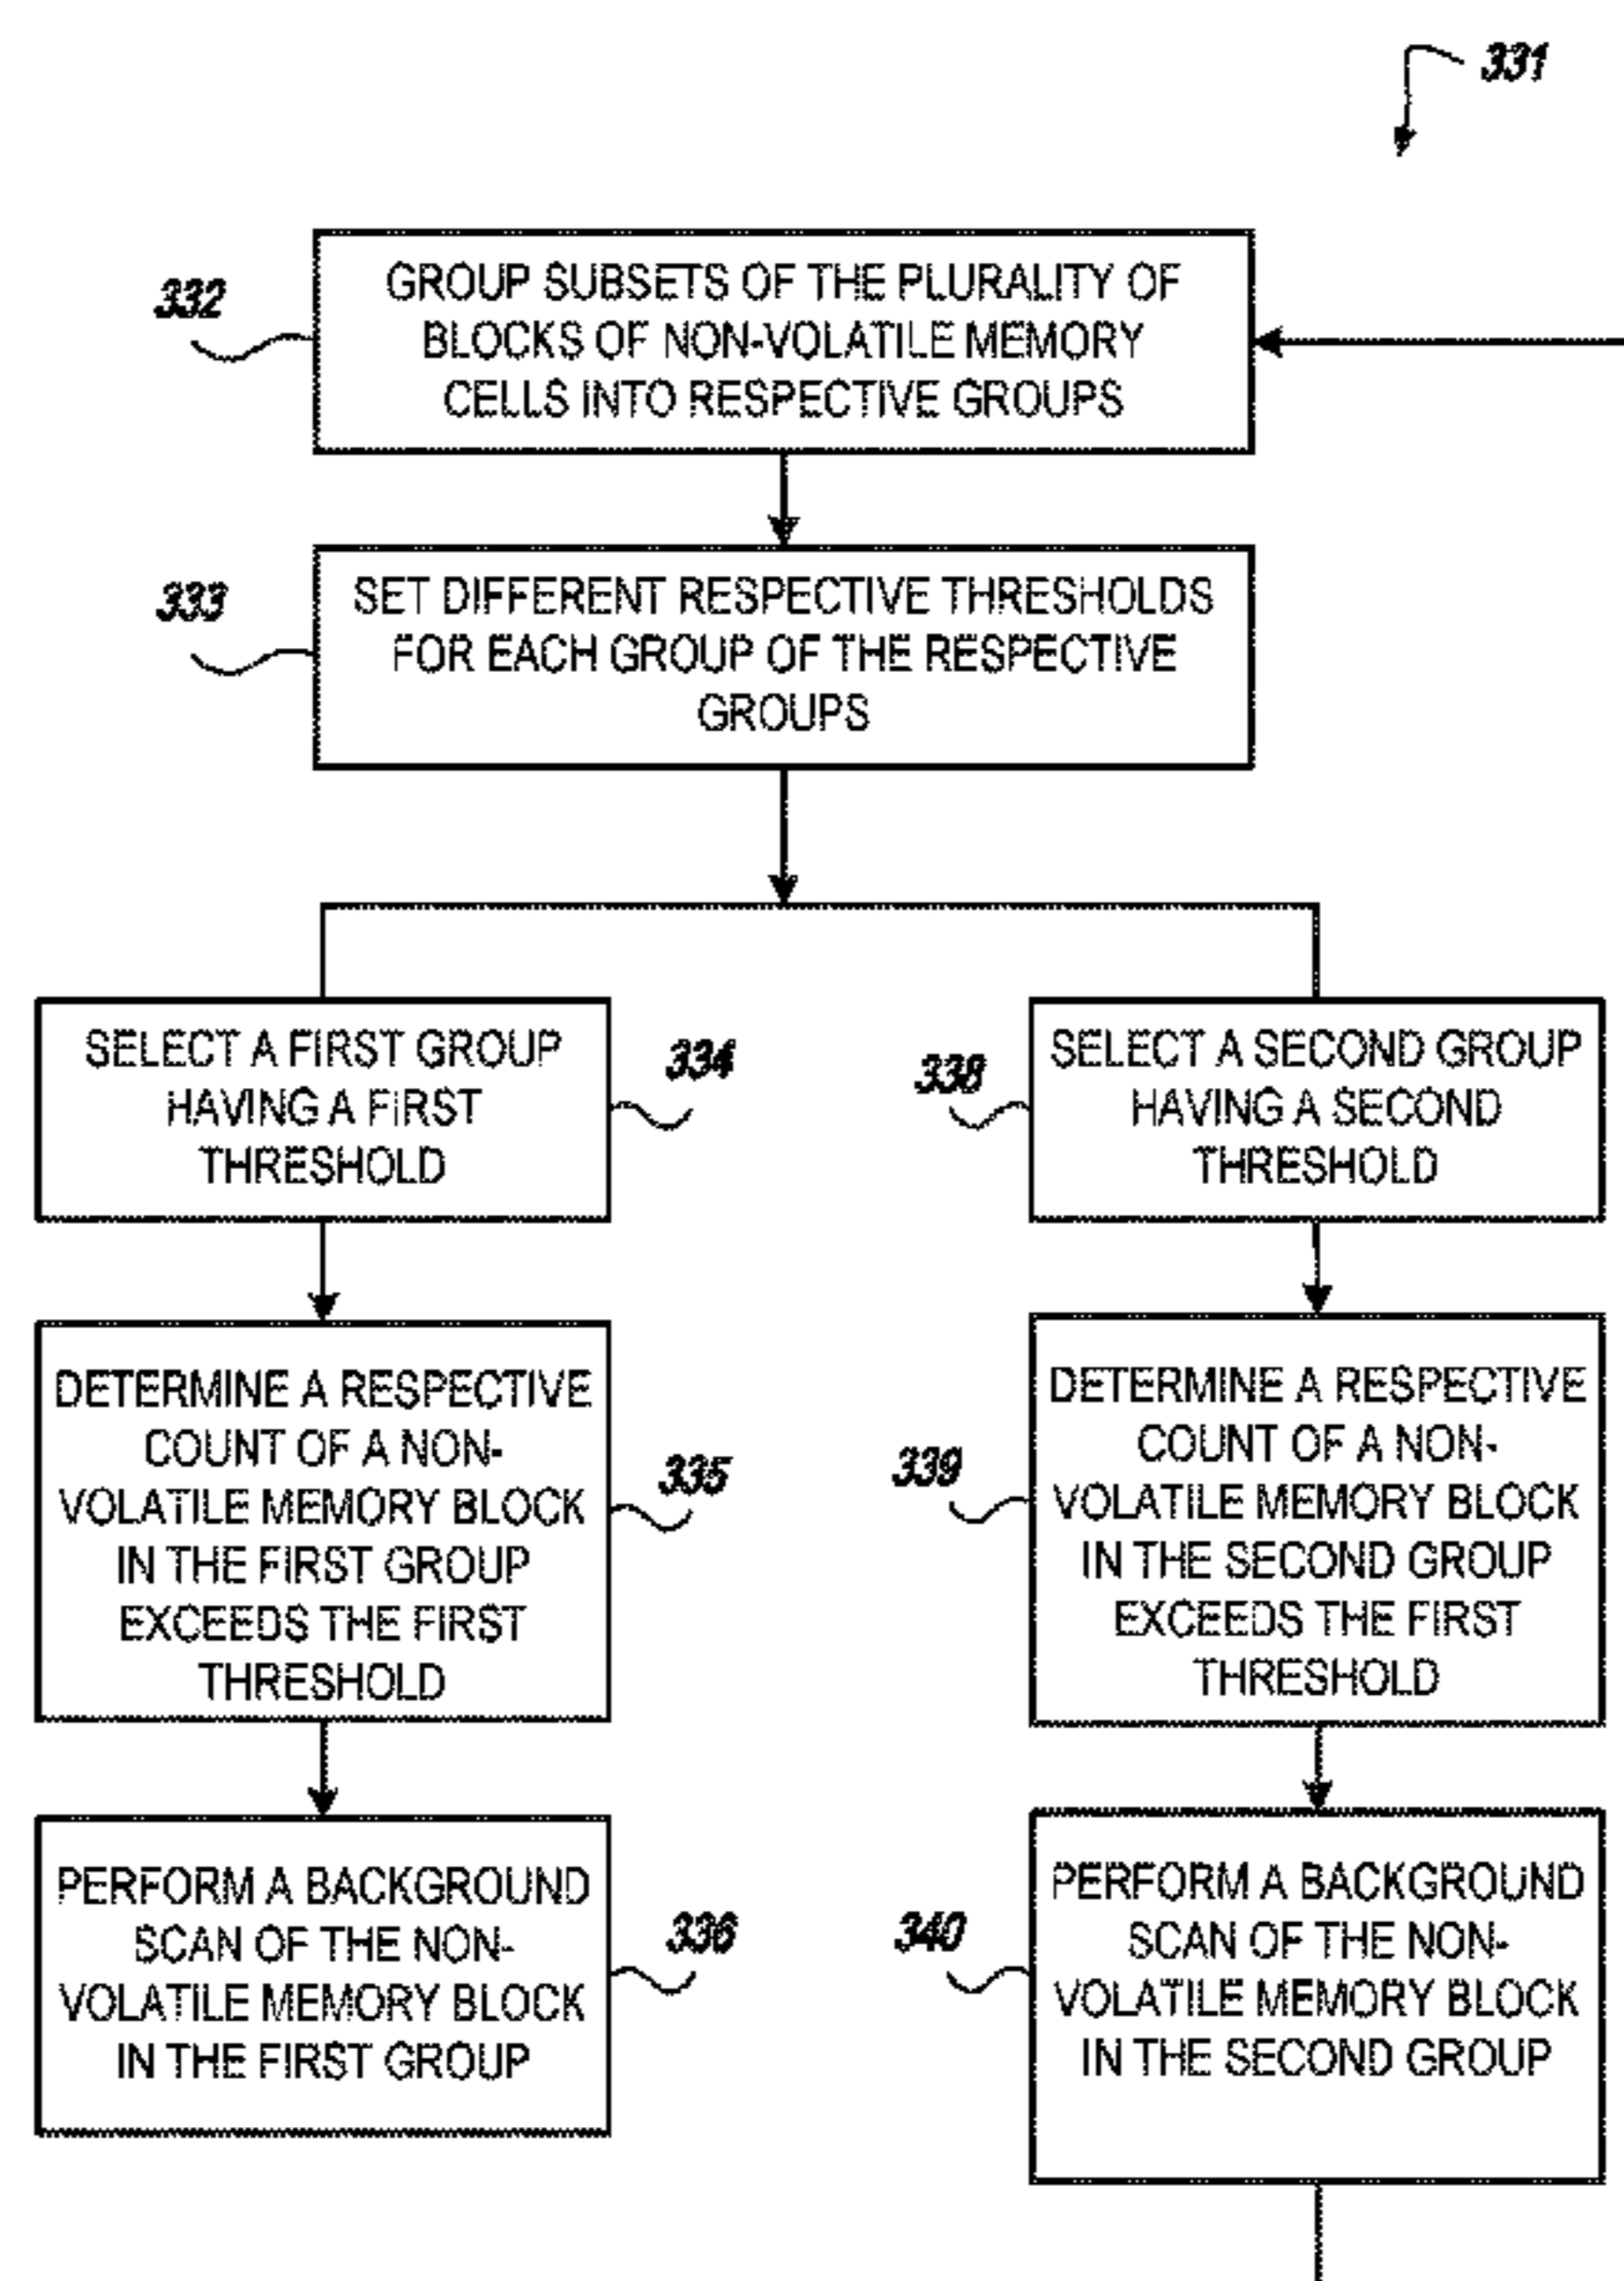 331
332
GROUP SUBSETS OF THE PLURALITY OF
BLOCKS OF NON-VOLATILE MEMORY
CELLS INTO RESPECTIVE GROUPS
333
SET DIFFERENT RESPECTIVE THRESHOLDS
FOR EACH GROUP OF THE RESPECTIVE
GROUPS
SELECT A FIRST GROUP
HAVING A FIRST
THRESHOLD
334
338
SELECT A SECOND GROUP
HAVING A SECOND
THRESHOLD
DETERMINE A RESPECTIVE
COUNT OF A NON-
VOLATILE MEMORY BLOCK
IN THE FIRST GROUP
EXCEEDS THE FIRST
THRESHOLD
335
339
DETERMINE A RESPECTIVE
COUNT OF A NON-
VOLATILE MEMORY BLOCK
IN THE SECOND GROUP
EXCEEDS THE FIRST
THRESHOLD
PERFORM A BACKGROUND
SCAN OF THE NON-
VOLATILE MEMORY BLOCK
IN THE FIRST GROUP
336
340
PERFORM A BACKGROUND
SCAN OF THE NON-
VOLATILE MEMORY BLOCK
IN THE SECOND GROUP